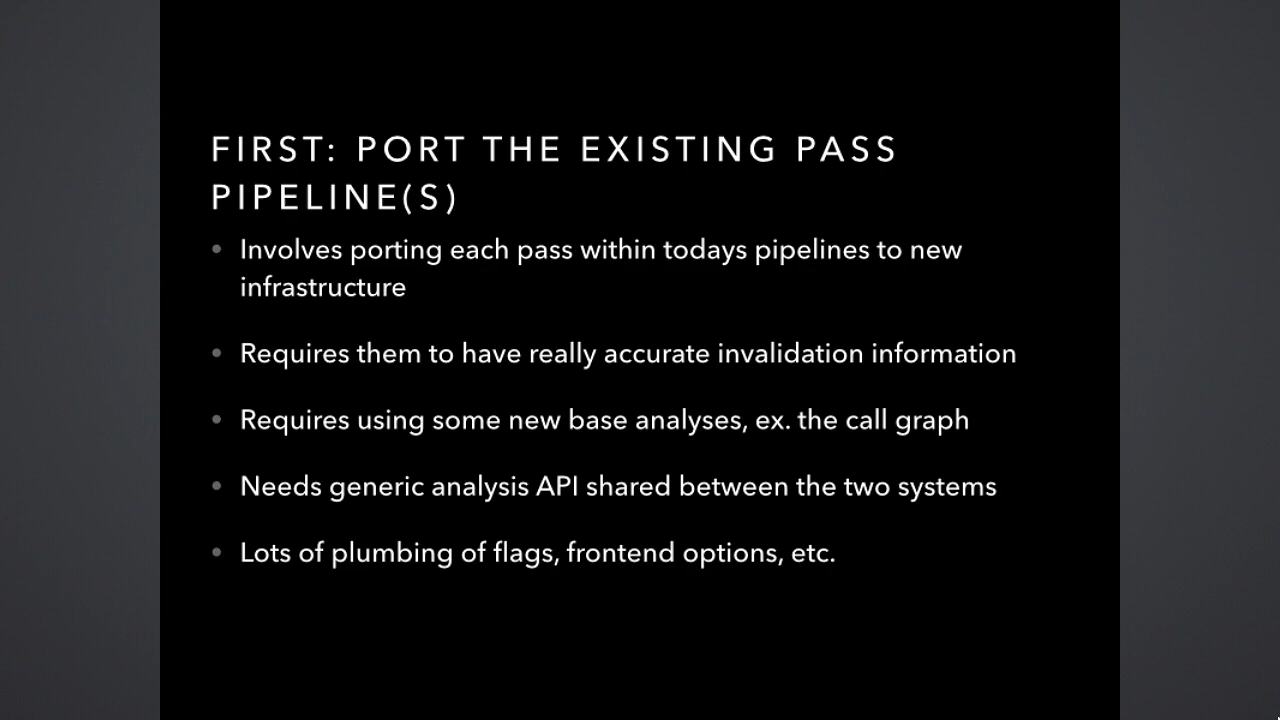 FIRST: PORT THE EXISTING PASS
PIPELINE(S)
• Involves porting each pass within todays pipelines to new
infrastructure
• Requires them to have really accurate invalidation information
• Requires using some new base analyses, ex. the call graph
• Needs generic analysis API shared between the two systems
• Lots of plumbing of flags, frontend options, etc.